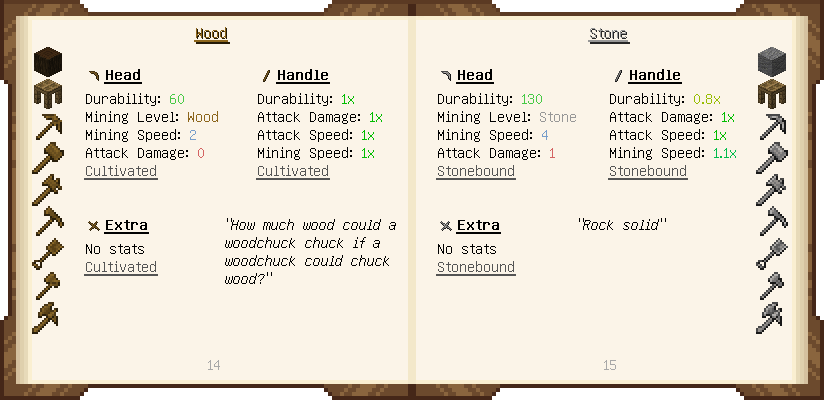 Wood
Head
Durability: 60
Mining Level: Wood
Mining Speed: 2
Attack Damage: 0
Cultivated
Handle
Durability: 1x
Attack Damage: 1x
Attack Speed: 1x
Mining Speed: 1x
Cultivated
Extra
No stats
Cultivated
"How much wood could a
woodchuck chuck if a
woodchuck could chuck
wood?"
14
Stone
Head
Durability: 130
Mining Level: Stone
Mining Speed: 4
Attack Damage: 1
Stonebound
Handle
Durability: 0.8x
Attack Damage: 1x
Attack Speed: 1x
Mining Speed: 1.1x
Stonebound
Extra
No stats
Stonebound
"Rock solid"
15